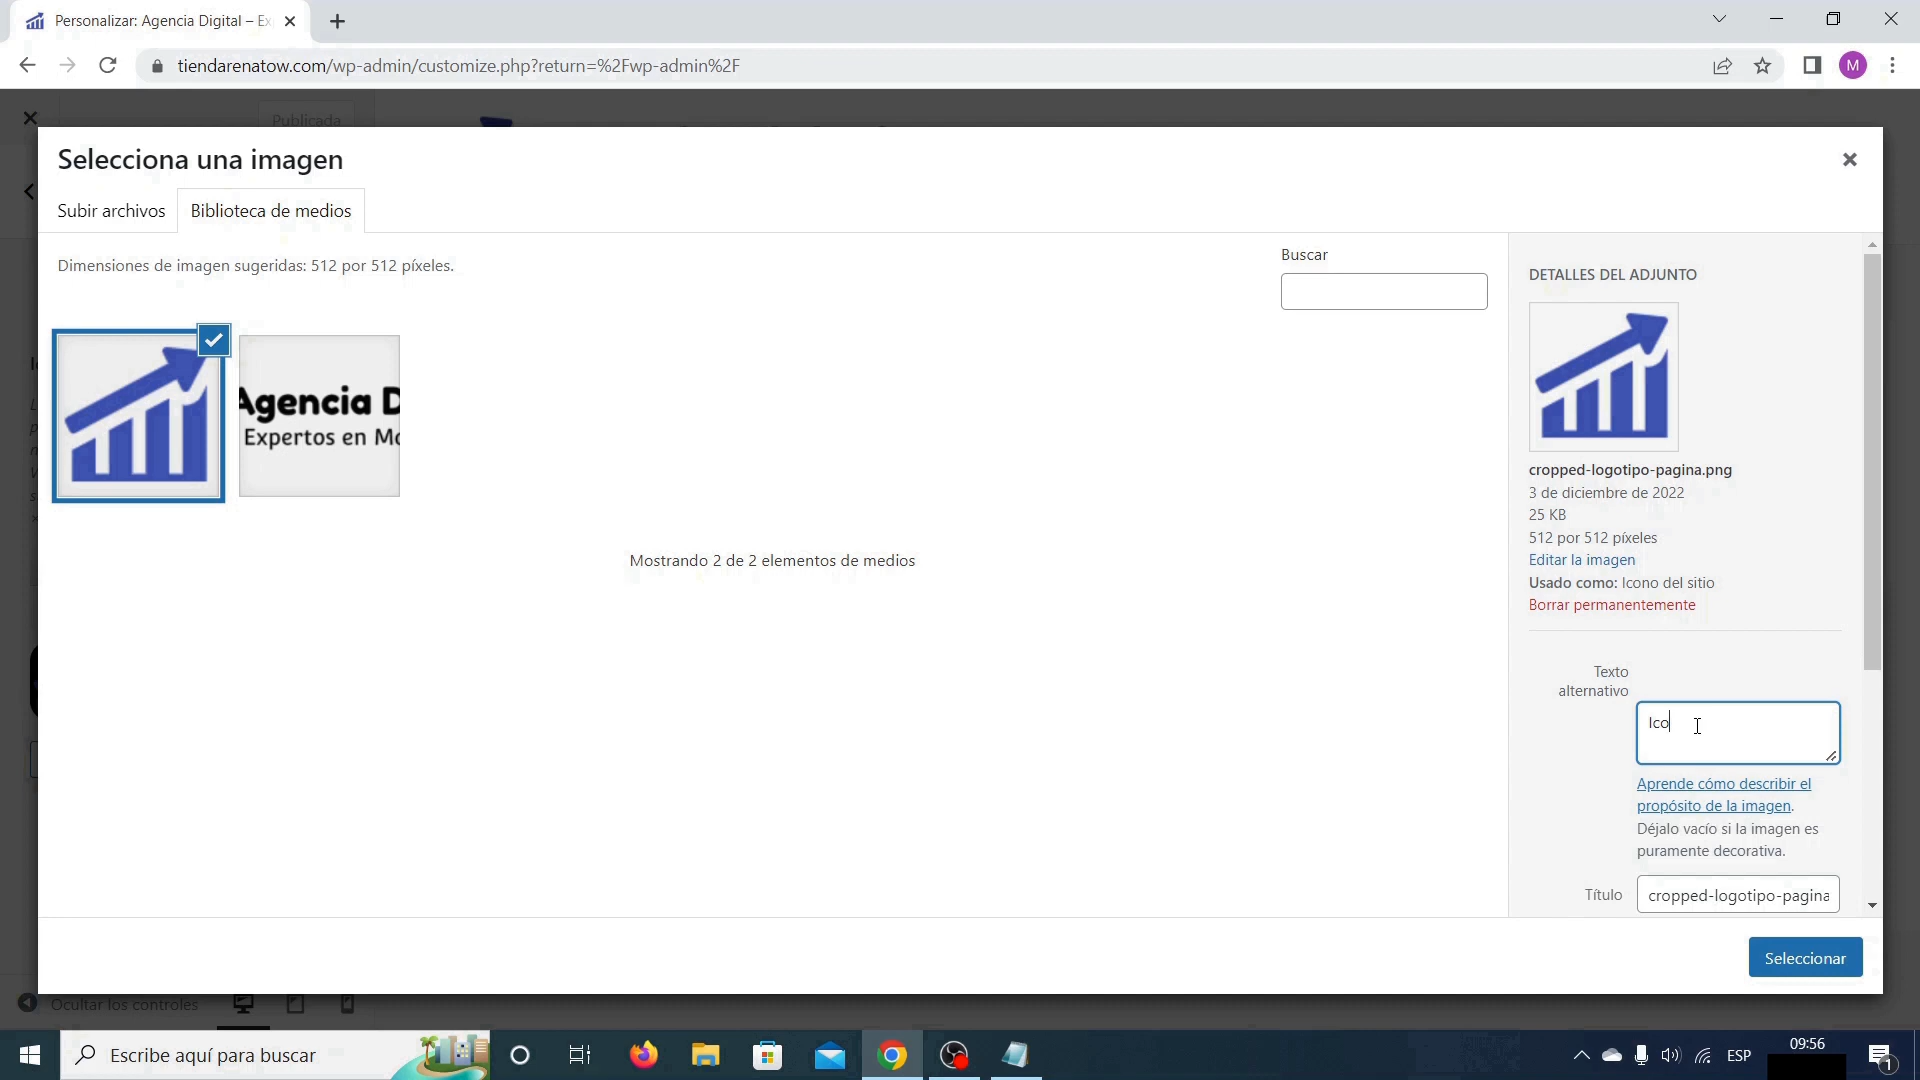 Personalizar: Agencia Digital – Ex
tiendarenatow.com/wp-admin/customize.php?return=%2Fwp-admin%2F
M
Publicada
Selecciona una imagen
Subir archivos
Biblioteca de medios
Dimensiones de imagen sugeridas: 512 por 512 píxeles.
Buscar
Agencia D
Expertos en Mo
Mostrando 2 de 2 elementos de medios
DETALLES DEL ADJUNTO
cropped-logotipo-pagina.png
3 de diciembre de 2022
25 KB
512 por 512 píxeles
Editar la imagen
Usado como: Icono del sitio
Borrar permanentemente
Texto
alternativo
Ico
Aprende cómo describir el
propósito de la imagen.
Déjalo vacío si la imagen es
puramente decorativa.
Título
cropped-logotipo-pagina
Seleccionar
Ocultar los controles
Escribe aquí para buscar
ESP
09:56
1